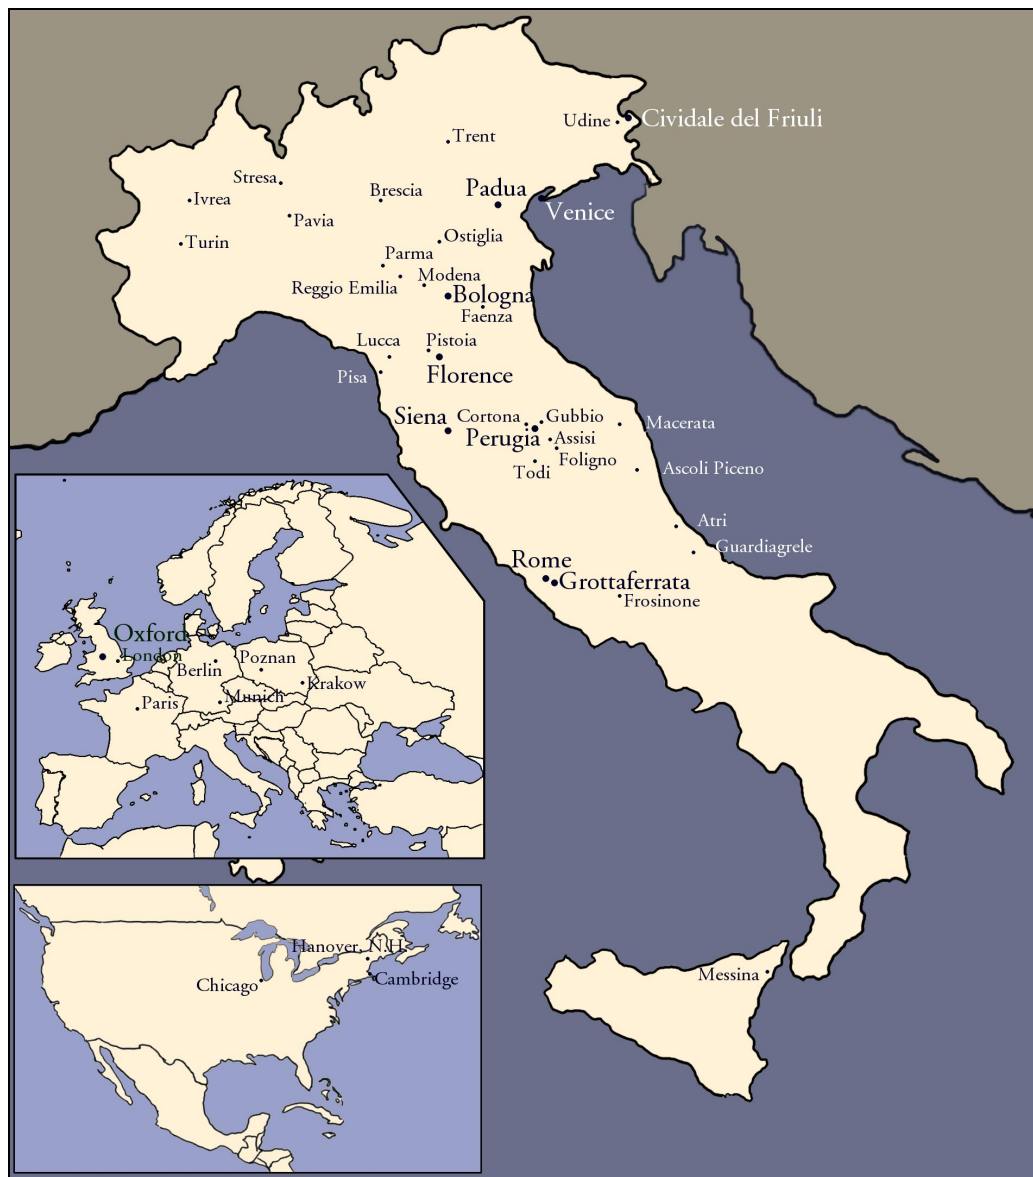 Udine
Cividale del Friuli
Trent
Stresa
Brescia
Padua
Ivrea
Pavia
Venice
Turin
Ostiglia
Parma
Modena
Reggio Emilia
Bologna
Faenza
Lucca
Pistoia
Pisa
Florence
Siena
Cortona
Gubbio
Macerata
Perugia
Assisi
Foligno
Todi
Ascoli Piceno
Atri
Guardiagrele
Rome
Grottaferrata
Frosinone
Messina
Oxford
London
Berlin
Poznan
Krakow
Munich
Paris
Hanover, N.H.
Chicago
Cambridge